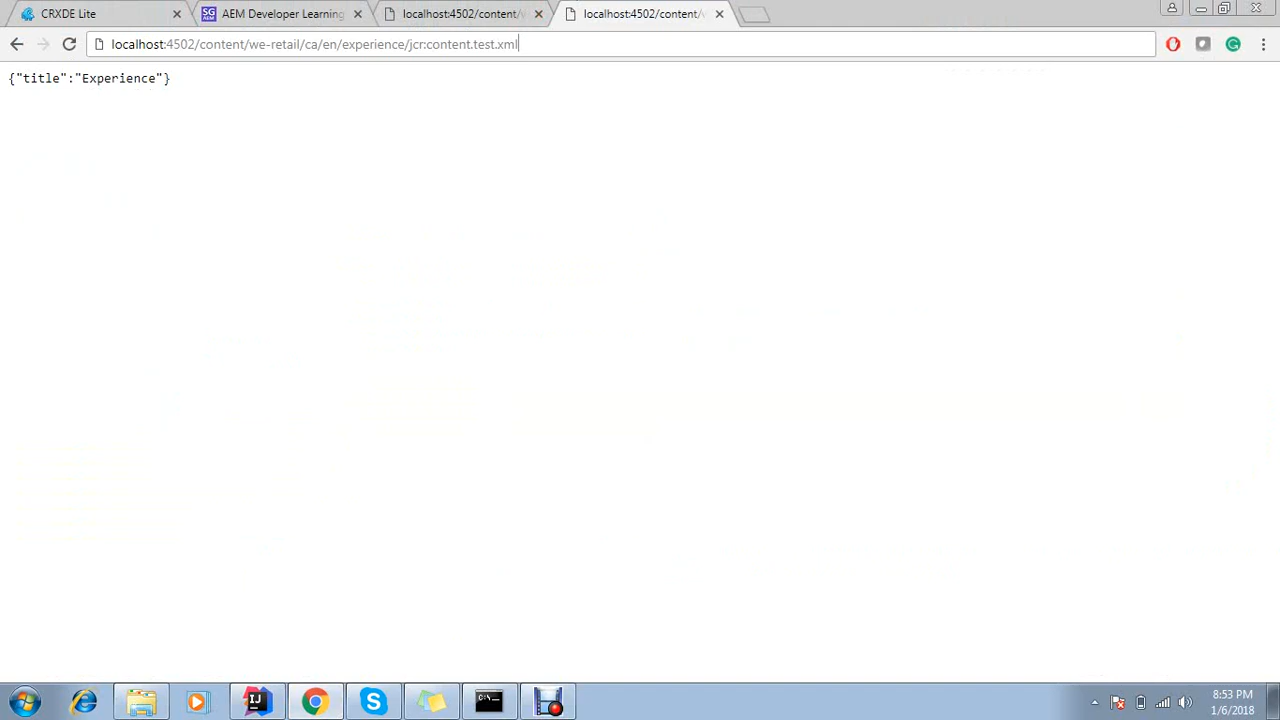 CRXDE Lite
AEM Developer Learning
localhost:4502/content/
localhost:4502/content/
localhost:4502/content/we-retail/ca/en/experience/jcr:content.test.xml
{"title":"Experience"}
8:53 PM
1/6/2018